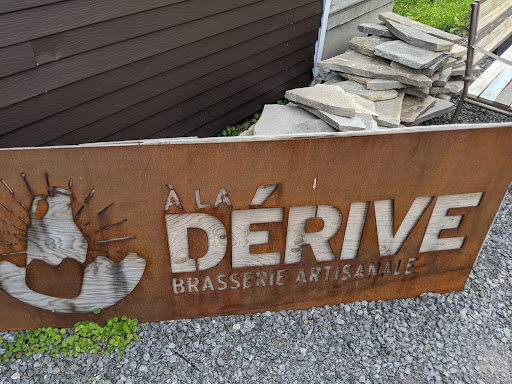 À LA
DÉRIVE
BRASSERIE ARTISANALE